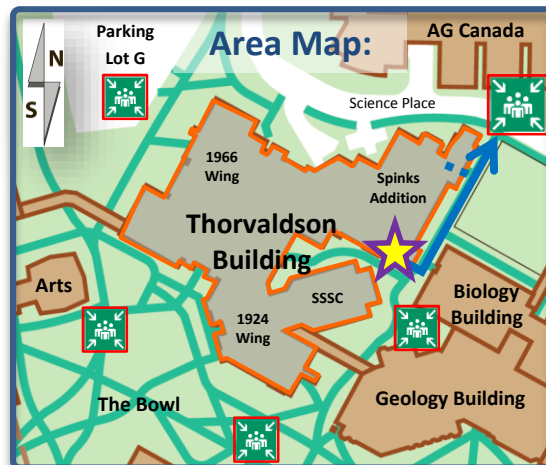 Area Map:
N
S
Parking
Lot G
AG Canada
Science Place
1966
Wing
Spinks
Addition
Thorvaldson
Building
Arts
SSSC
Biology
Building
1924
Wing
The Bowl
Geology Building